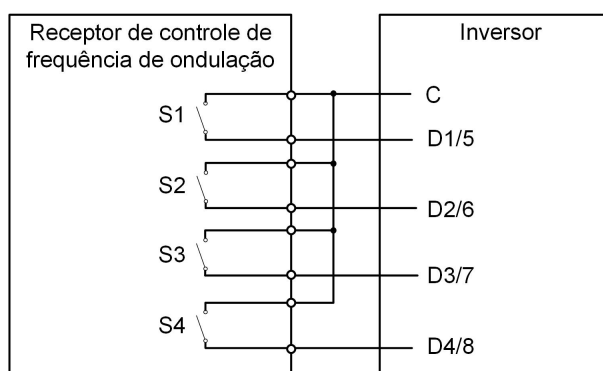 Receptor de controle de
frequência de ondulação
Inversor
S1
C
D1/5
S2
D2/6
S3
D3/7
S4
D4/8